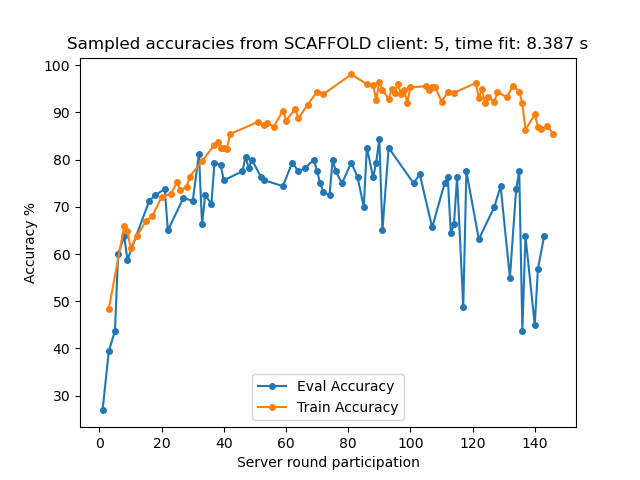 Sampled accuracies from SCAFFOLD client: 5, time fit: 8.387 s
100
90
80
70
60
50
40
30
Accuracy %
0 20 40 60 80 100 120 140
Server round participation
Eval Accuracy
Train Accuracy